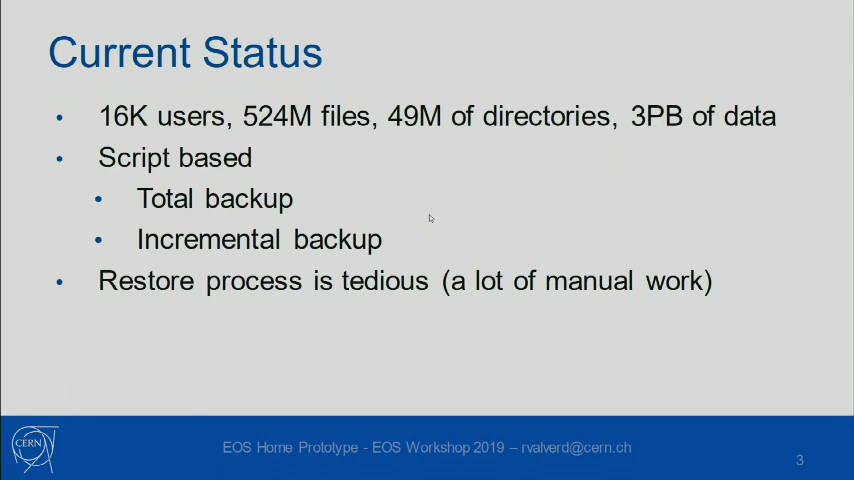 Current Status
• 16K users, 524M files, 49M of directories, 3PB of data
• Script based
• Total backup
• Incremental backup
• Restore process is tedious (a lot of manual work)
CERN
EOS Home Prototype - EOS Workshop 2019 – rvalverd@cern.ch
3